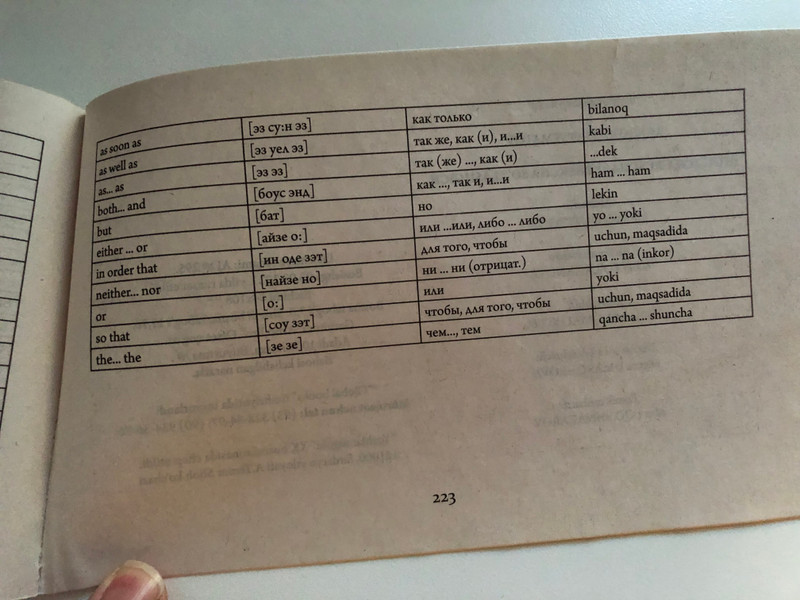 as soon as [эз су:н эз] как только bilanoq
as well as [эз уел эз] так же, как (и), и...и kabi
as... as [эз эз] так (же) ..., как (и) ...dek
both... and [боус энд] как ..., так и, и...и ham ... ham
but [бат] но lekin
either ... or [айзе о:] или ...или, либо ... либо yo ... yoki
in order that [ин оде зэт] для того, чтобы uchun, maqsadida
neither... nor [найзе но] ни ... ни (отрицат.) na ... na (inkor)
or [о:] или yoki
so that [соу зэт] чтобы, для того, чтобы uchun, maqsadida
the... the [зе зе] чем..., тем qancha ... shuncha
223